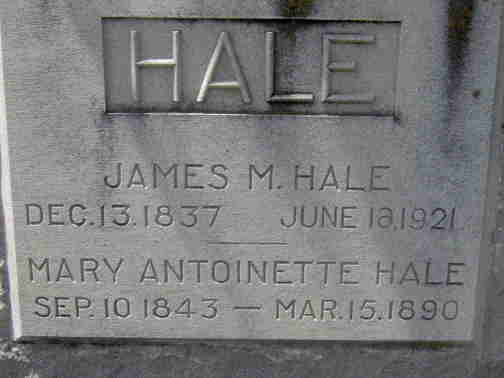 HALE
JAMES M. HALE
DEC. 13. 1837 JUNE 18, 1921.
MARY ANTOINETTE HALE
SEP. 10 1843 — MAR. 15. 1890